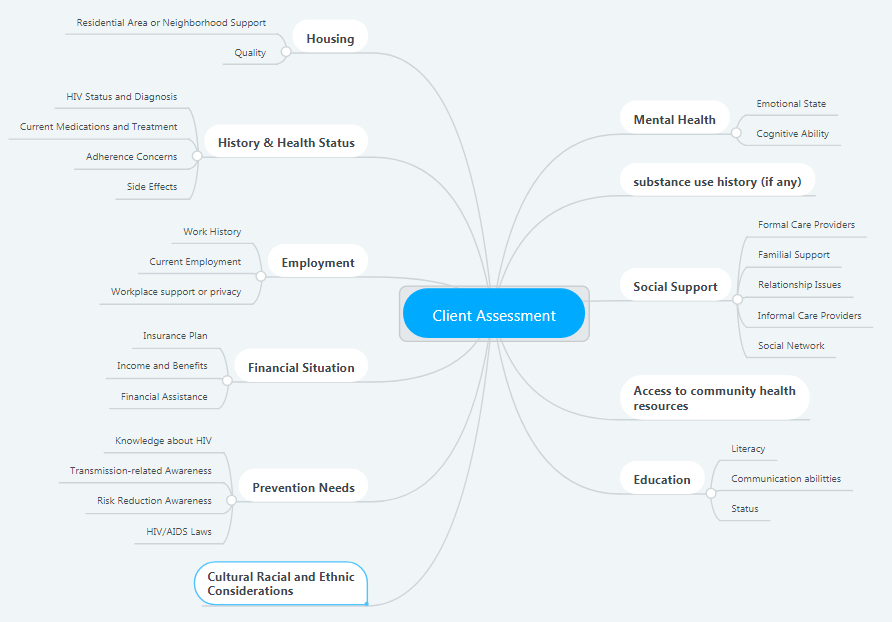 Residential Area or Neighborhood Support
Quality
Housing
HIV Status and Diagnosis
Current Medications and Treatment
Adherence Concerns
Side Effects
History & Health Status
Work History
Current Employment
Workplace support or privacy
Employment
Insurance Plan
Income and Benefits
Financial Assistance
Financial Situation
Knowledge about HIV
Transmission-related Awareness
Risk Reduction Awareness
HIV/AIDS Laws
Prevention Needs
Cultural Racial and Ethnic
Considerations
Client Assessment
Mental Health
Emotional State
Cognitive Ability
substance use history (if any)
Social Support
Formal Care Providers
Familial Support
Relationship Issues
Informal Care Providers
Social Network
Access to community health
resources
Education
Literacy
Communication abilitties
Status